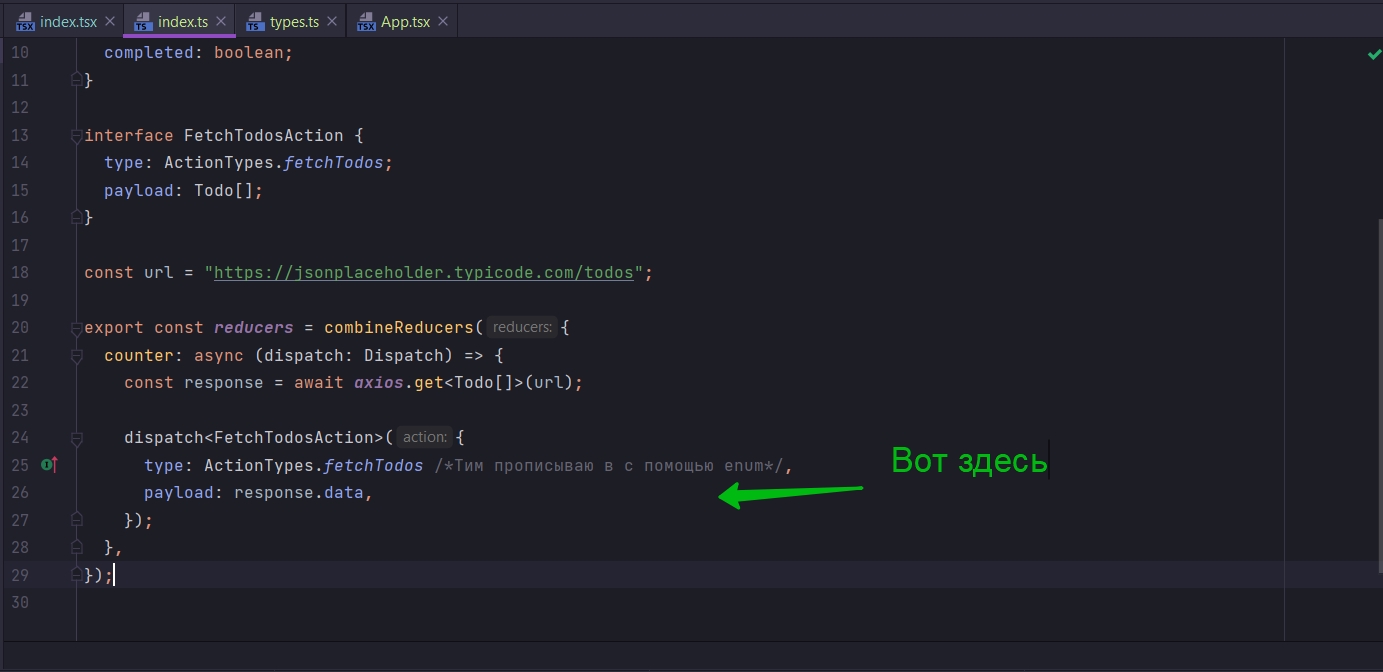 index.tsx index.ts types.ts App.tsx
10 completed: boolean;
11 }
12
13 interface FetchTodosAction {
14 type: ActionTypes.fetchTodos;
15 payload: Todo[];
16 }
17
18 const url = "https://jsonplaceholder.typicode.com/todos";
19
20 export const reducers = combineReducers( reducers: {
21 counter: async (dispatch: Dispatch) => {
22 const response = await axios.get<Todo[]>(url);
23
24 dispatch<FetchTodosAction>( action: {
25 type: ActionTypes.fetchTodos /*Тим прописываю в с помощью enum*/,
Вот здесь
26 payload: response.data,
27 });
28 },
29 });
30